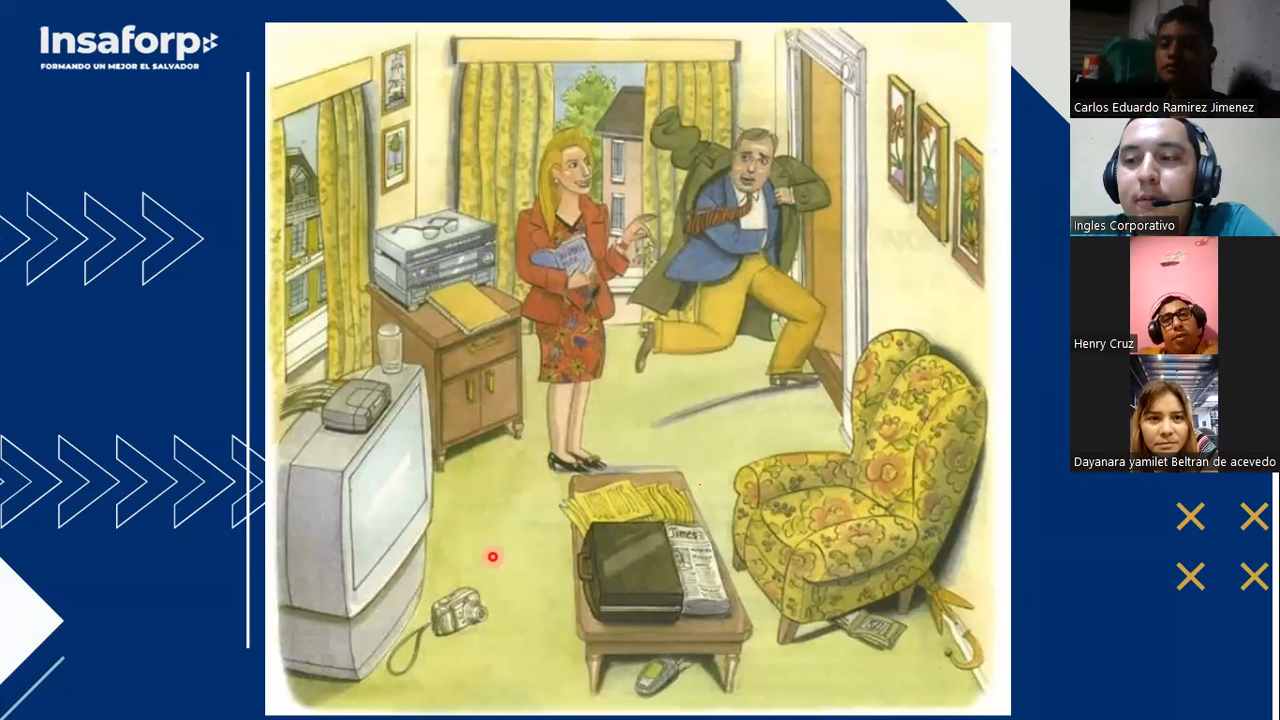 Insaforp
FORMANDO UN MEJOR EL SALVADOR
Times
Carlos Eduardo Ramirez Jimenez
Ingles Corporativo
Henry Cruz
Dayanara yamilet Beltran de acevedo